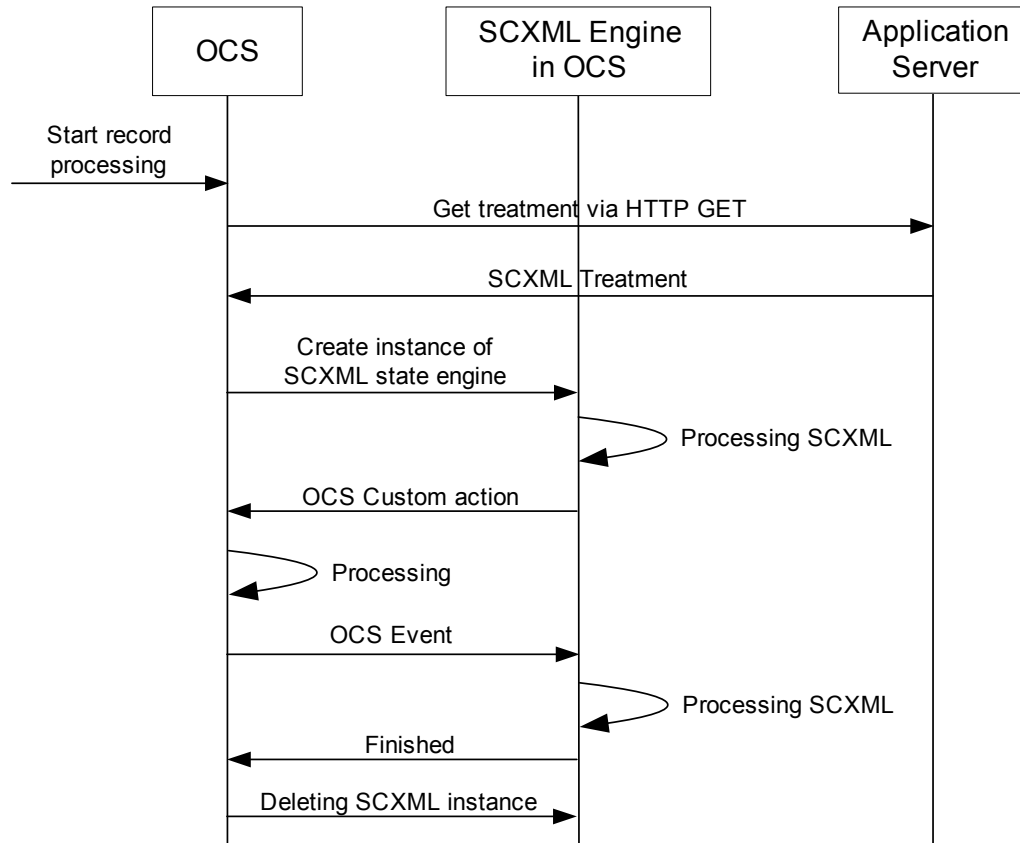 OCS
SCXML Engine
in OCS
Application
Server
Start record
processing
Get treatment via HTTP GET
SCXML Treatment
Create instance of
SCXML state engine
Processing SCXML
OCS Custom action
Processing
OCS Event
Processing SCXML
Finished
Deleting SCXML instance